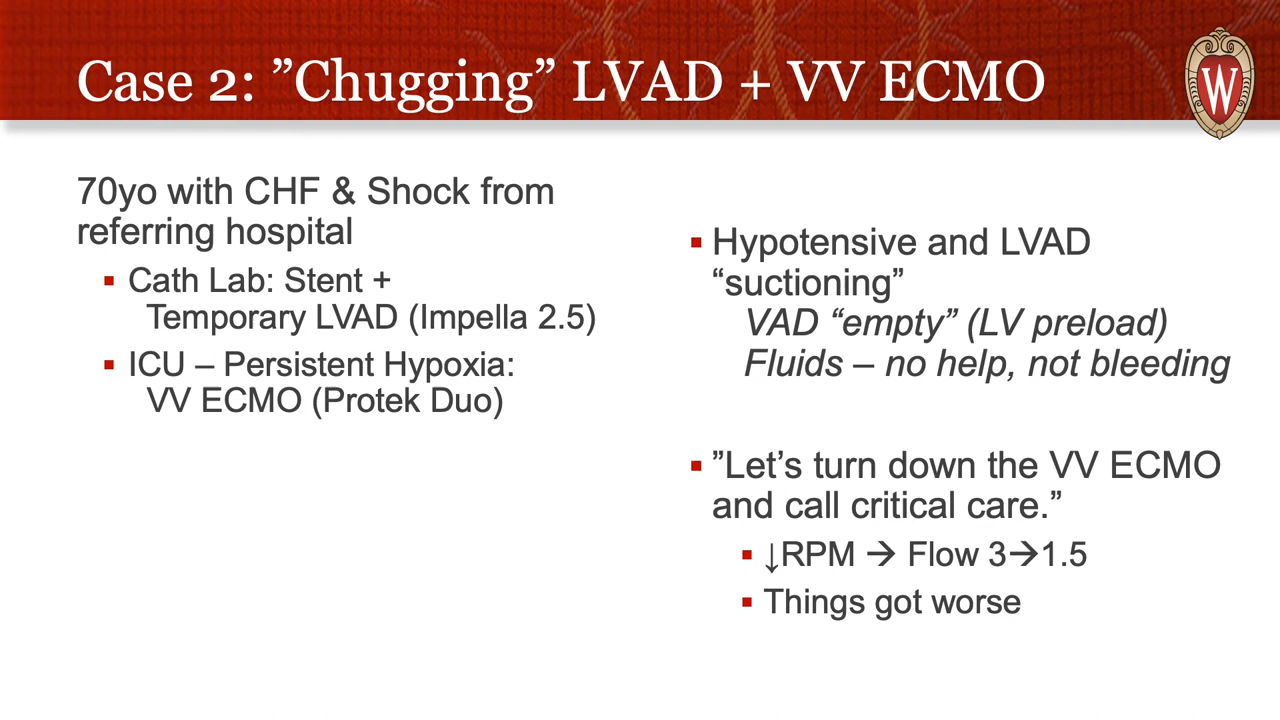 Case 2: ”Chugging” LVAD + VV ECMO
W
70yo with CHF & Shock from
referring hospital
▪ Cath Lab: Stent +
Temporary LVAD (Impella 2.5)
▪ ICU – Persistent Hypoxia:
VV ECMO (Protek Duo)
▪ Hypotensive and LVAD
“suctioning”
VAD “empty” (LV preload)
Fluids – no help, not bleeding
▪ ”Let’s turn down the VV ECMO
and call critical care.”
▪ ↓RPM → Flow 3→1.5
▪ Things got worse